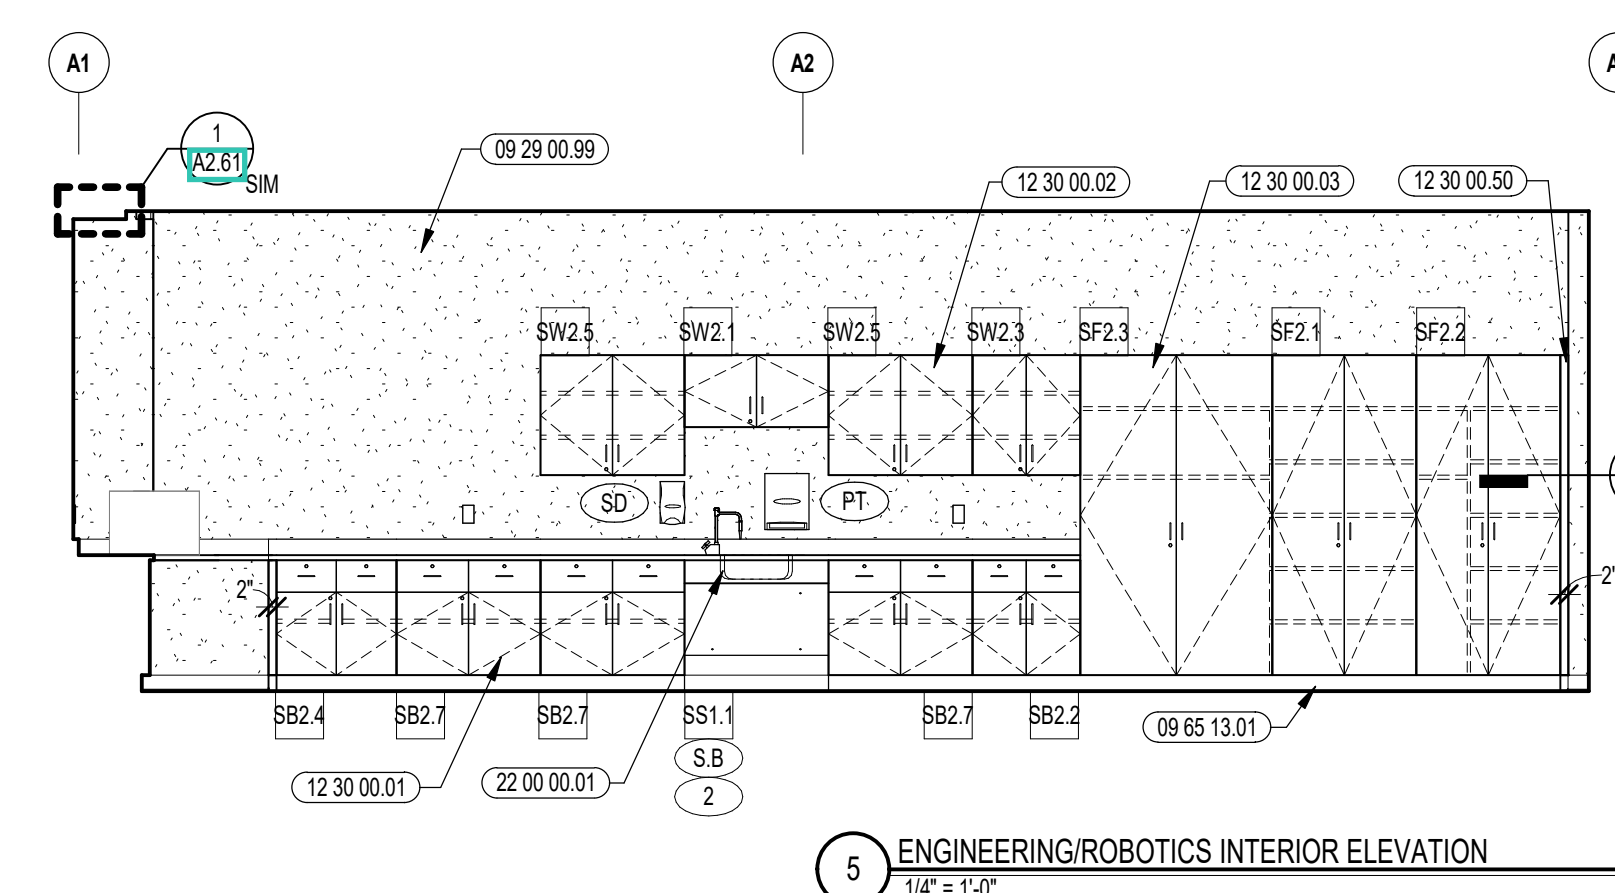 A1
A2
A
1
A2.61
SIM
09 29 00.99
12 30 00.02
12 30 00.03
12 30 00.50
SW2.5
SW2.1
SW2.5
SW2.3
SF2.3
SF2.1
SF2.2
SD
PT
2"
2"
SB2.4
SB2.7
SB2.7
SS1.1
SB2.7
SB2.2
S.B
2
09 65 13.01
12 30 00.01
22 00 00.01
5
ENGINEERING/ROBOTICS INTERIOR ELEVATION
1/4" = 1'-0"